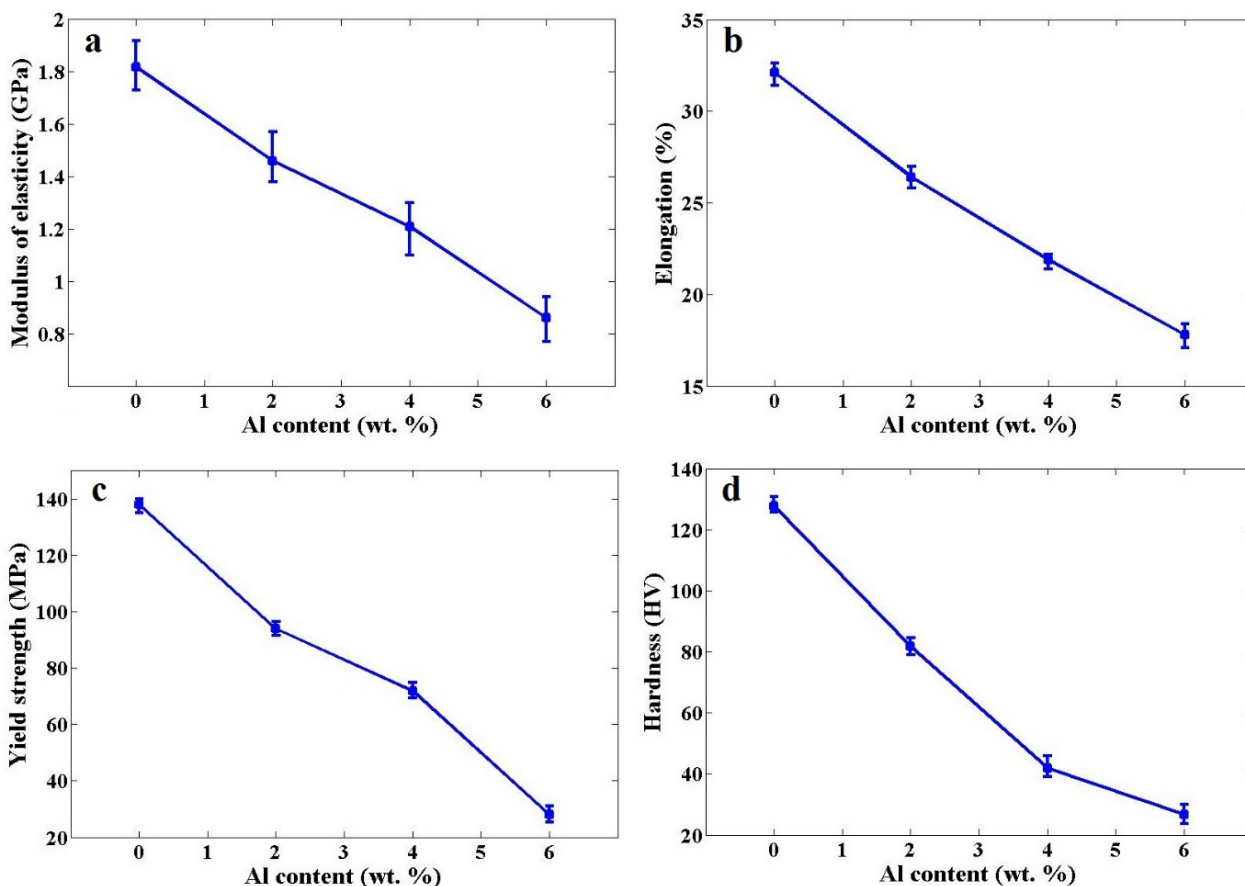 a
Modulus of elasticity (GPa)
2
1.8
1.6
1.4
1.2
1
0.8
0 1 2 3 4 5 6
Al content (wt. %)
b
Elongation (%)
35
30
25
20
15
0 1 2 3 4 5 6
Al content (wt. %)
c
Yield strength (MPa)
140
120
100
80
60
40
20
0 1 2 3 4 5 6
Al content (wt. %)
d
Hardness (HV)
140
120
100
80
60
40
20
0 1 2 3 4 5 6
Al content (wt. %)